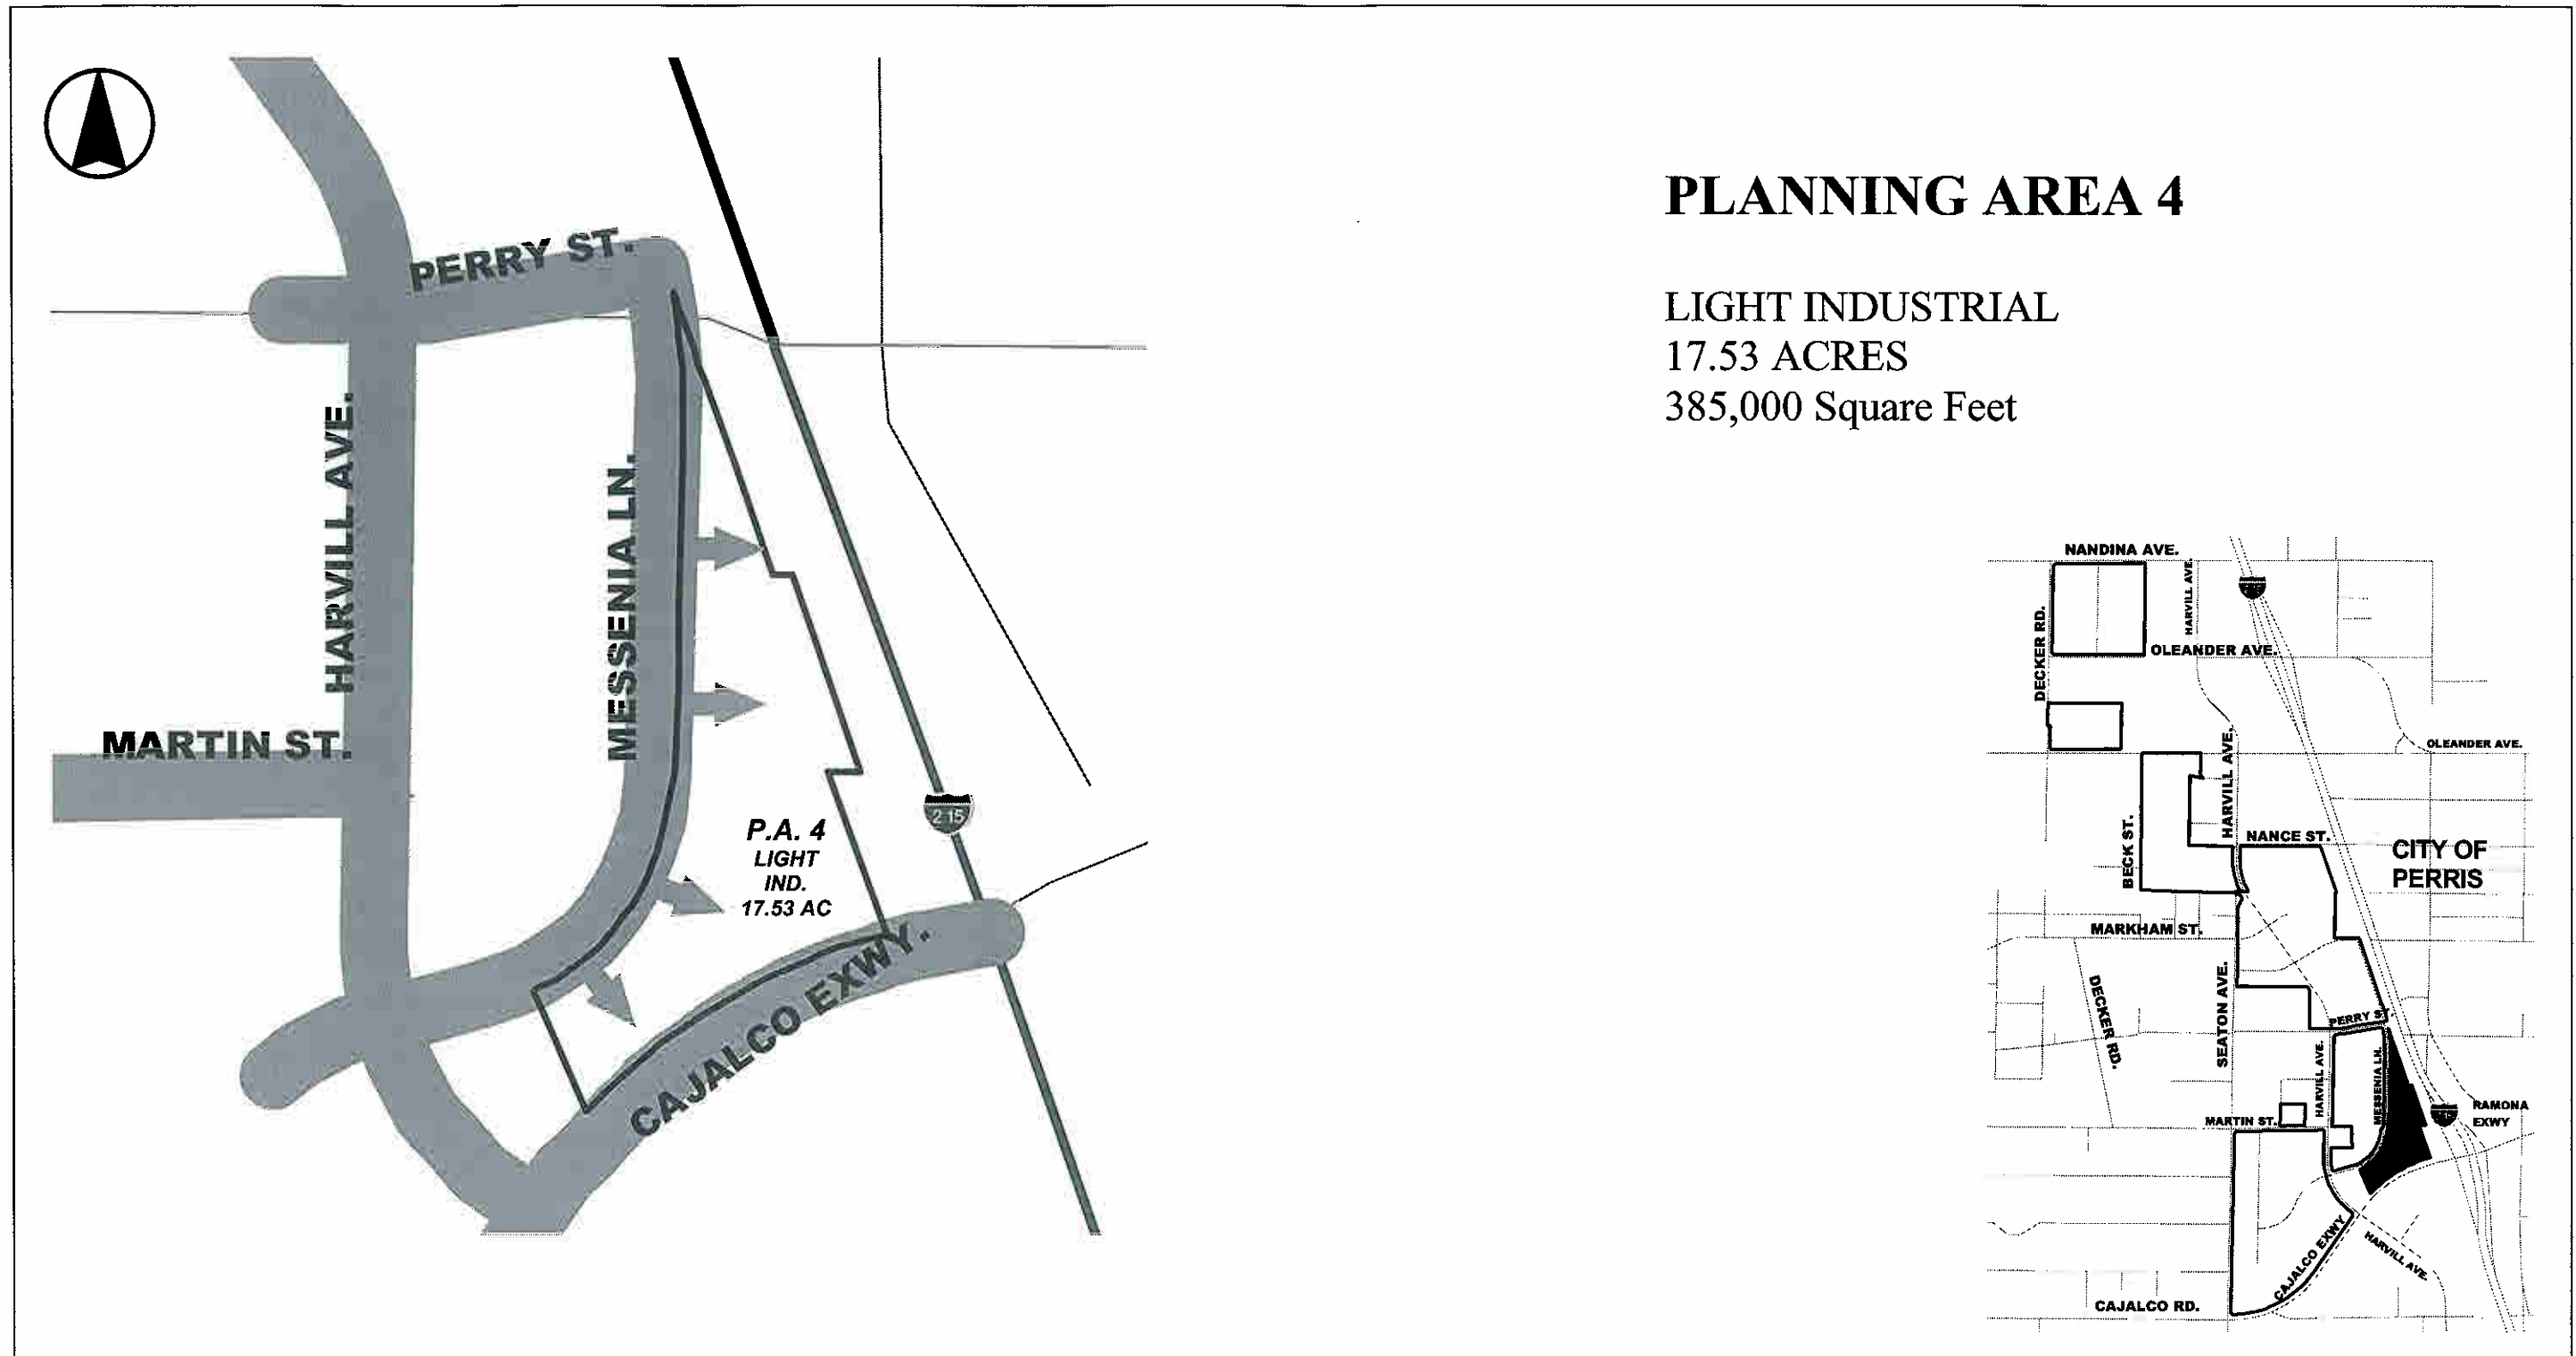 PERRY ST.
HARVILL AVE.
MESSENIA LN.
MARTIN ST.
P.A. 4
LIGHT
IND.
17.53 AC
215
CAJALCO EXWY.
PLANNING AREA 4
LIGHT INDUSTRIAL
17.53 ACRES
385,000 Square Feet
NANDINA AVE.
HARVILL AVE.
DECKER RD.
OLEANDER AVE.
OLEANDER AVE.
HARVILL AVE.
BECK ST.
NANCE ST.
CITY OF
PERRIS
MARKHAM ST.
DECKER RD.
SEATON AVE.
PERRY ST.
HARVILL AVE.
MESSENIA LN.
MARTIN ST.
RAMONA
EXWY
CAJALCO EXWY
HARVILL AVE.
CAJALCO RD.